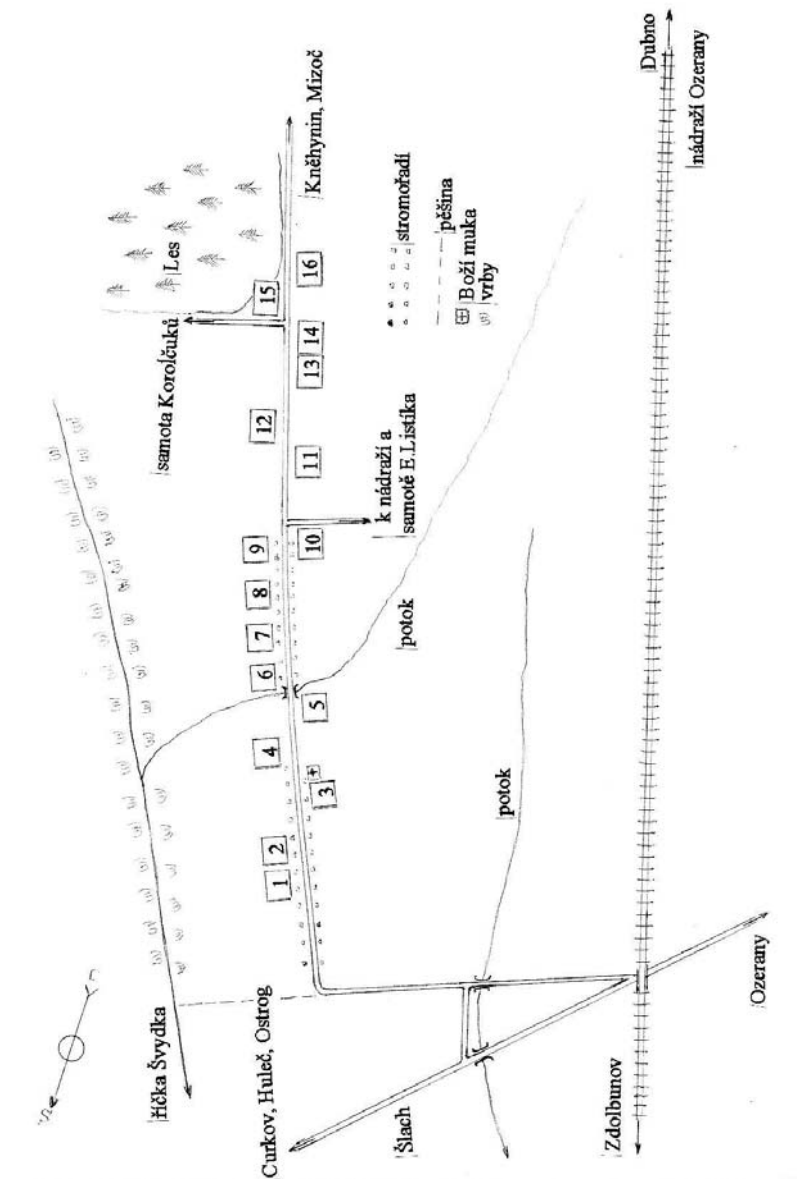 S
J
říčka Švydka
samota Korolčuků
Les
Curkov, Huleč, Ostrog
1
2
4
6
7
8
9
12
15
3
5
10
11
13
14
16
Kněhynin, Mizoč
k nádraží a
samotě E.Listíka
stromořadí
pěšina
Boží muka
vrby
Šlach
potok
potok
Zdolbunov
Dubno
nádraží Ozerany
Ozerany